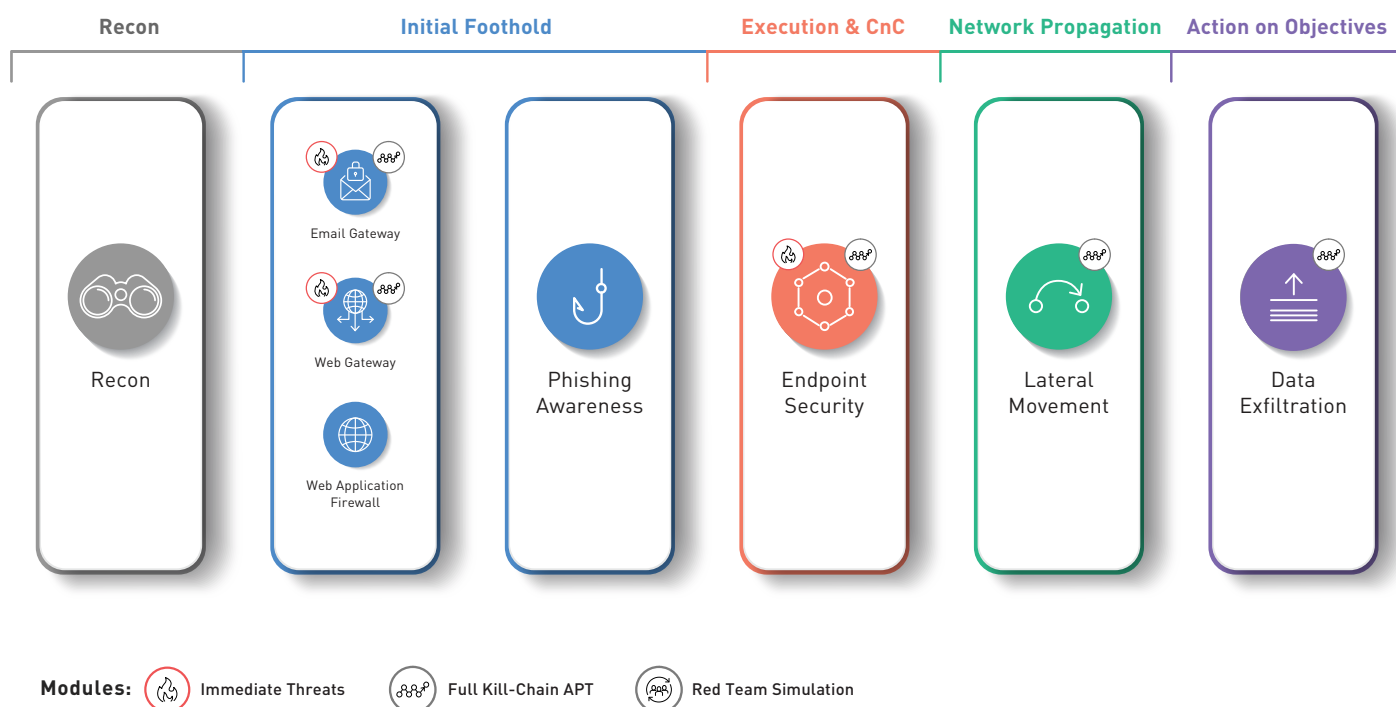 Recon
Initial Foothold
Execution & CnC
Network Propagation
Action on Objectives
Recon
Email Gateway
Web Gateway
Web Application
Firewall
Phishing
Awareness
Endpoint
Security
Lateral
Movement
Data
Exfiltration
Modules:
Immediate Threats
Full Kill-Chain APT
Red Team Simulation